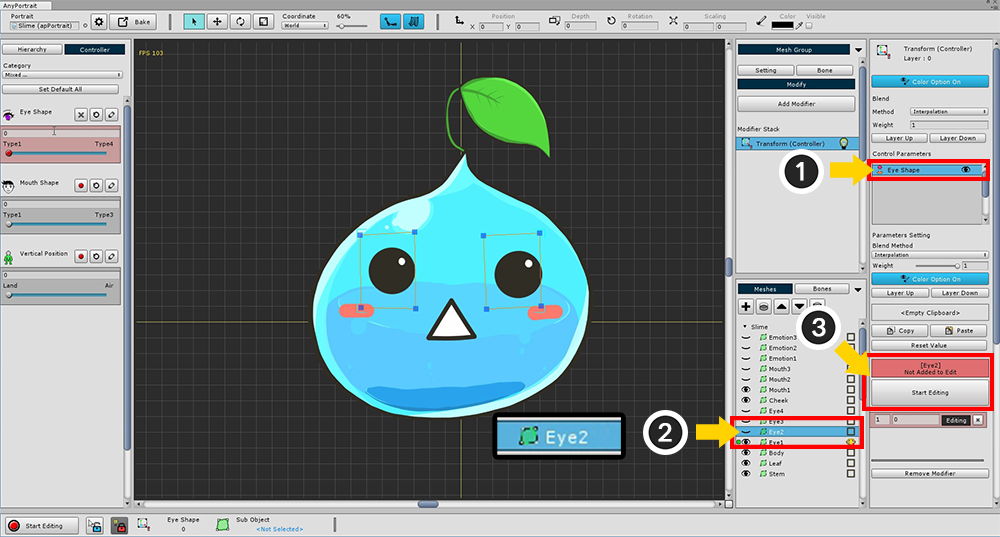 AnyPortrait
Portrait
Slime (apPortrait)
Bake
Coordinate
World
60%
Position
X 0 Y 0
Depth
0
Rotation
0
Scaling
0 0
Color
Visible
Hierarchy
Controller
Category
Mixed ...
Set Default All
Eye Shape
0
Type1 Type4
Mouth Shape
0
Type1 Type3
Vertical Position
0
Land Air
FPS 103
Eye2
1
2
3
Mesh Group
Setting
Bone
Modify
Add Modifier
Modifier Stack
Transform (Controller)
Meshes
Bones
Slime
Emotion3
Emotion2
Emotion1
Mouth3
Mouth2
Mouth1
Cheek
Eye4
Eye3
Eye2
Eye1
Body
Leaf
Stem
Transform (Controller)
Layer : 0
Color Option On
Blend
Method Interpolation
Weight 1
Layer Up Layer Down
Control Parameters
Eye Shape
Parameters Setting
Blend Method
Interpolation
Weight 1
Color Option On
Layer Up Layer Down
<Empty Clipboard>
Copy Paste
Reset Value
[Eye2]
Not Added to Edit
Start Editing
1 0 Editing
Remove Modifier
Start Editing
Eye Shape
0
Sub Object
<Not Selected>